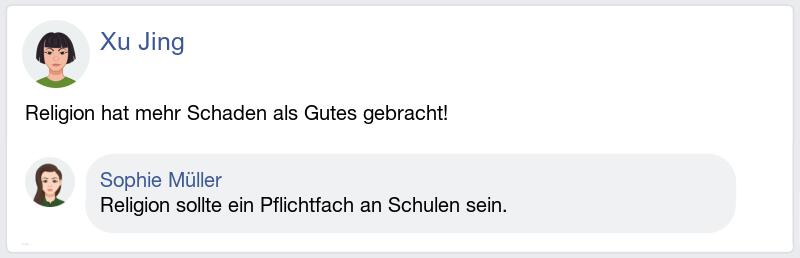 Xu Jing
Religion hat mehr Schaden als Gutes gebracht!
Sophie Müller
Religion sollte ein Pflichtfach an Schulen sein.